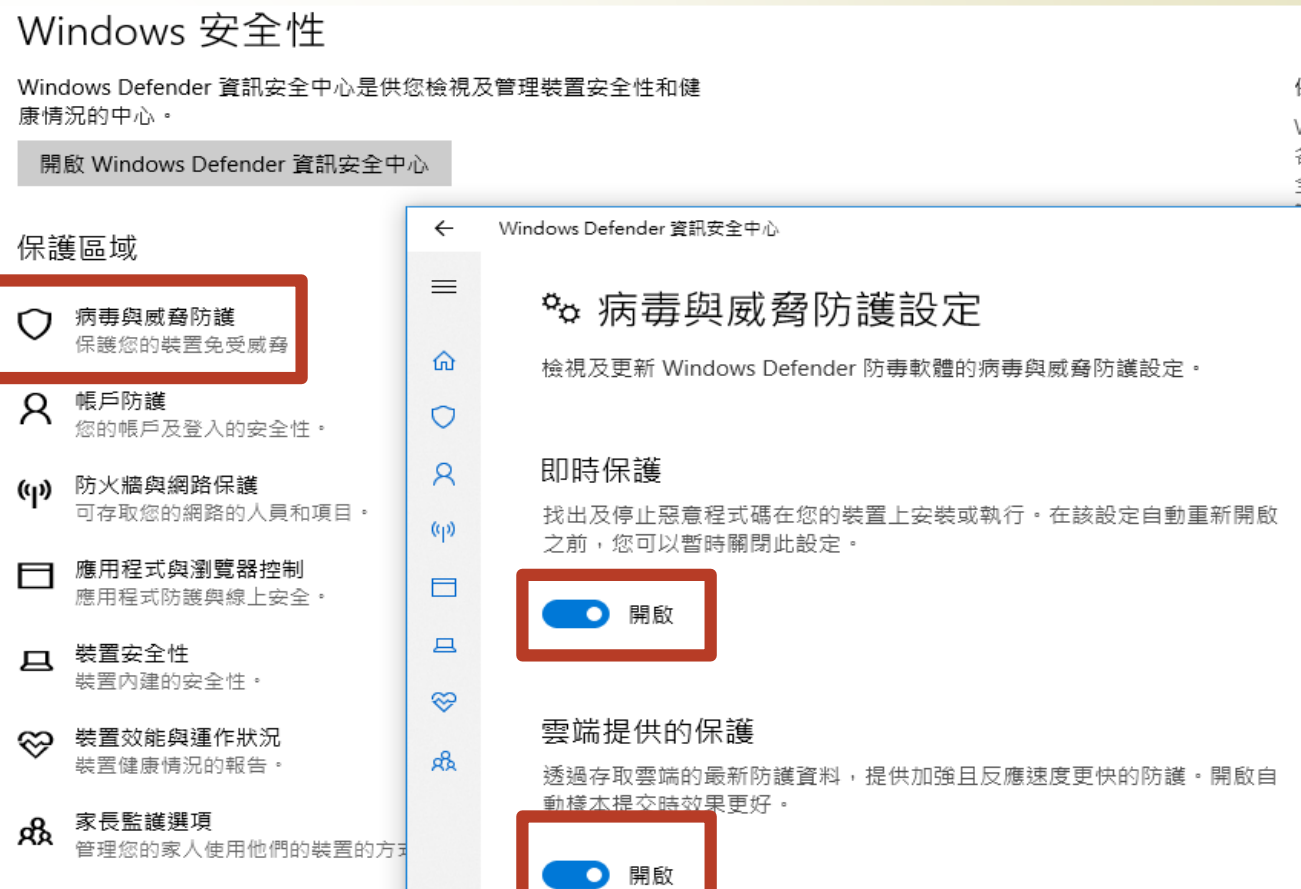 Windows 安全性
Windows Defender 資訊安全中心是供您檢視及管理裝置安全性和健
康情況的中心。
開啟 Windows Defender 資訊安全中心
保護區域
病毒與威脅防護
保護您的裝置免受威脅
帳戶防護
您的帳戶及登入的安全性。
防火牆與網路保護
可存取您的網路的人員和項目。
應用程式與瀏覽器控制
應用程式防護與線上安全。
裝置安全性
裝置內建的安全性。
裝置效能與運作狀況
裝置健康情況的報告。
家長監護選項
管理您的家人使用他們的裝置的方
Windows Defender 資訊安全中心
病毒與威脅防護設定
檢視及更新 Windows Defender 防毒軟體的病毒與威脅防護設定。
即時保護
找出及停止惡意程式碼在您的裝置上安裝或執行。在該設定自動重新開啟
之前，您可以暫時關閉此設定。
開啟
雲端提供的保護
透過存取雲端的最新防護資料，提供加強且反應速度更快的防護。開啟自
動樣本提交時效果更好。
開啟